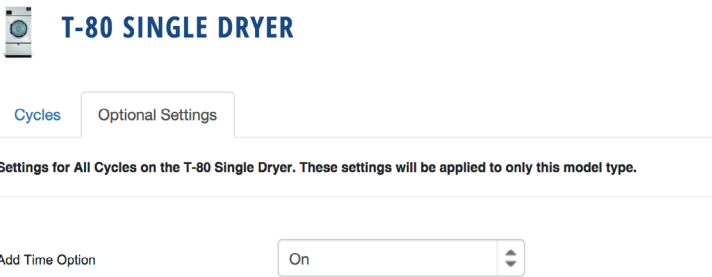 T-80 SINGLE DRYER
Cycles
Optional Settings
Settings for All Cycles on the T-80 Single Dryer. These settings will be applied to only this model type.
Add Time Option
On